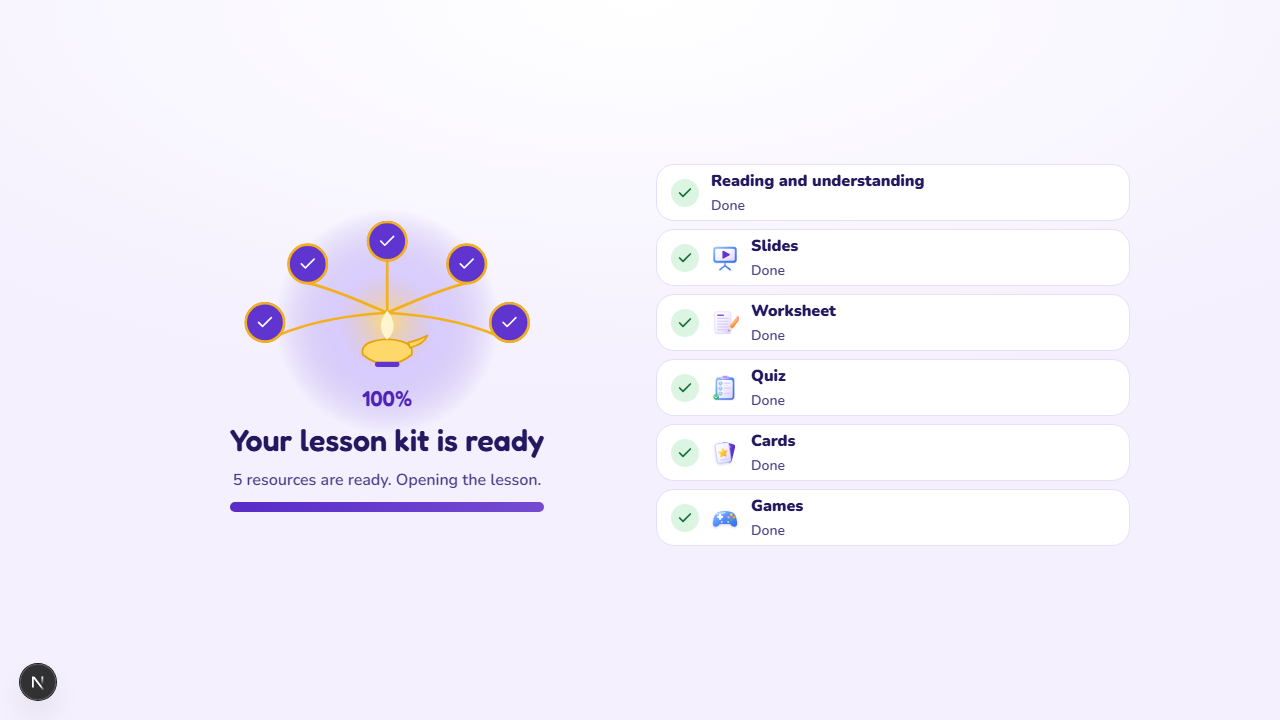 100%
Your lesson kit is ready
5 resources are ready. Opening the lesson.
Reading and understanding
Done
Slides
Done
Worksheet
Done
Quiz
Done
Cards
Done
Games
Done
N